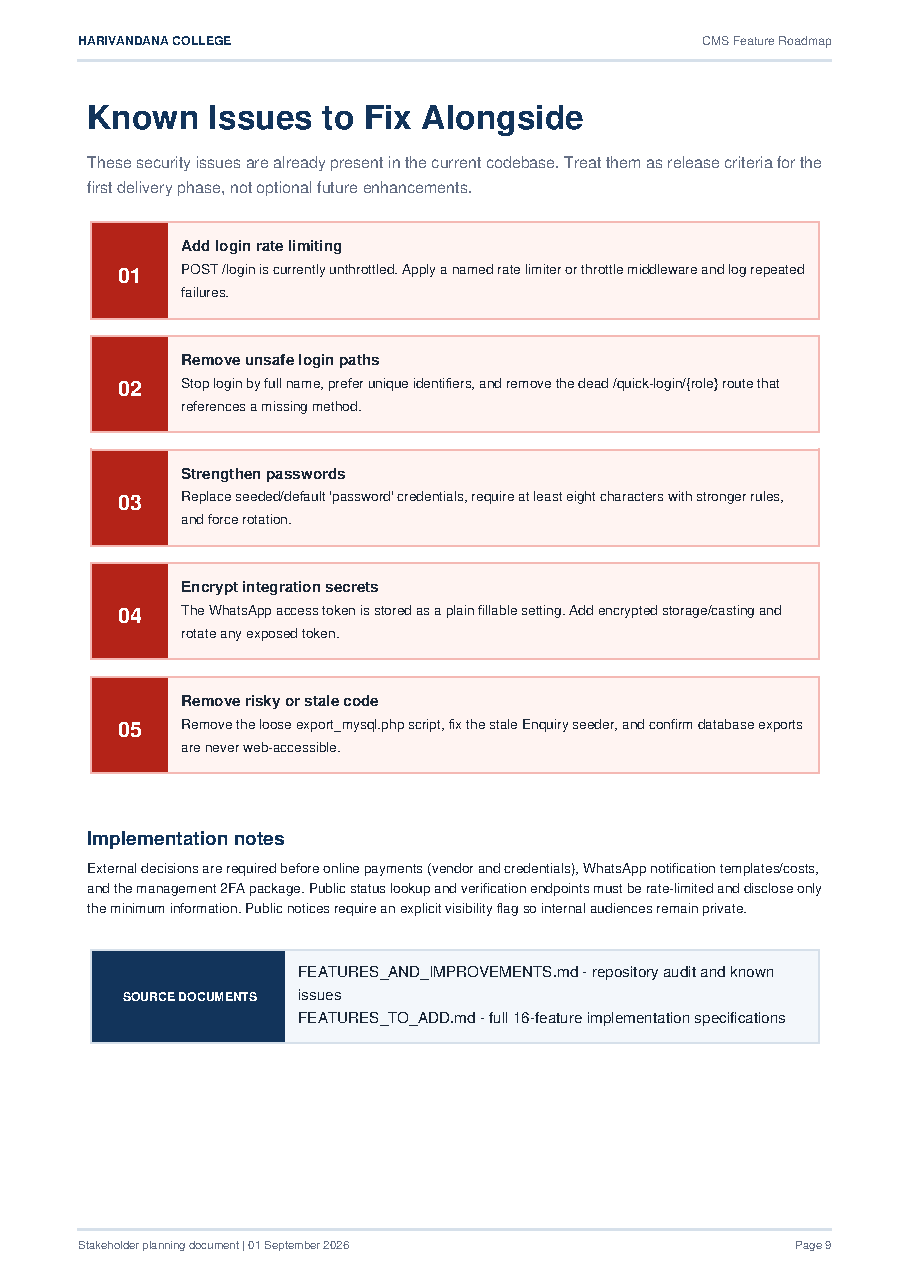 HARIVANDANA COLLEGE
CMS Feature Roadmap
Known Issues to Fix Alongside
These security issues are already present in the current codebase. Treat them as release criteria for the
first delivery phase, not optional future enhancements.
01
Add login rate limiting
POST /login is currently unthrottled. Apply a named rate limiter or throttle middleware and log repeated
failures.
02
Remove unsafe login paths
Stop login by full name, prefer unique identifiers, and remove the dead /quick-login/{role} route that
references a missing method.
03
Strengthen passwords
Replace seeded/default 'password' credentials, require at least eight characters with stronger rules,
and force rotation.
04
Encrypt integration secrets
The WhatsApp access token is stored as a plain fillable setting. Add encrypted storage/casting and
rotate any exposed token.
05
Remove risky or stale code
Remove the loose export_mysql.php script, fix the stale Enquiry seeder, and confirm database exports
are never web-accessible.
Implementation notes
External decisions are required before online payments (vendor and credentials), WhatsApp notification templates/costs,
and the management 2FA package. Public status lookup and verification endpoints must be rate-limited and disclose only
the minimum information. Public notices require an explicit visibility flag so internal audiences remain private.
SOURCE DOCUMENTS
FEATURES_AND_IMPROVEMENTS.md - repository audit and known
issues
FEATURES_TO_ADD.md - full 16-feature implementation specifications
Stakeholder planning document | 01 September 2026
Page 9